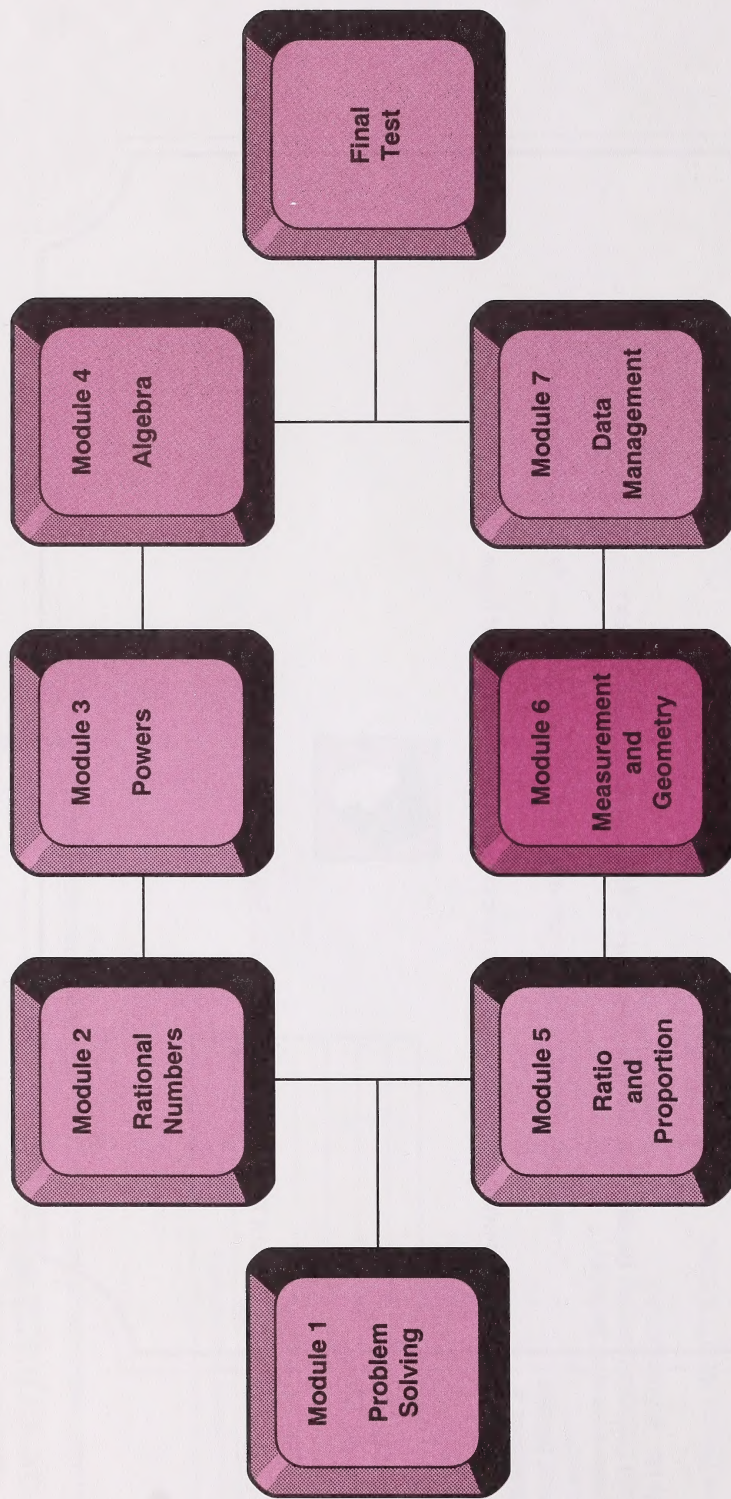 Module 1
Problem
Solving
Module 2
Rational
Numbers
Module 3
Powers
Module 4
Algebra
Module 5
Ratio
and
Proportion
Module 6
Measurement
and
Geometry
Module 7
Data
Management
Final
Test